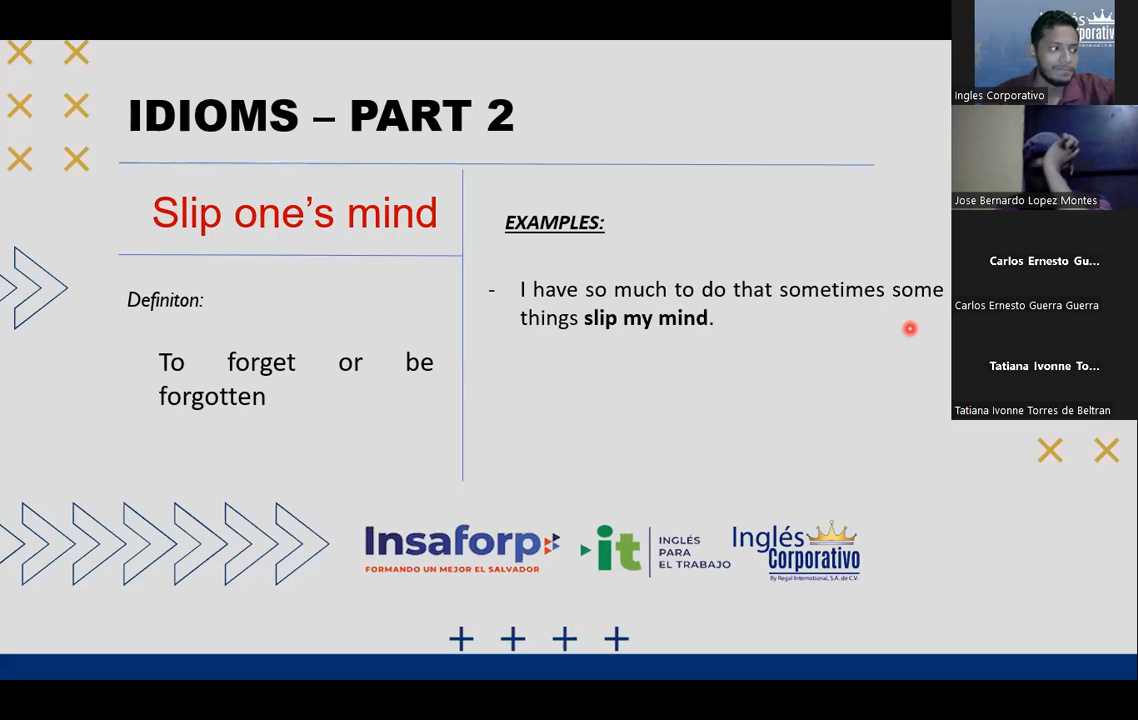 IDIOMS – PART 2
Slip one's mind
Definiton:
To forget or be
forgotten
EXAMPLES:
- I have so much to do that sometimes some
things slip my mind.
Insaforp
FORMANDO UN MEJOR EL SALVADOR
it
INGLÉS
PARA
EL TRABAJO
Inglés
Corporativo
By Regal International, S.A. de C.V.
Ingles Corporativo
Jose Bernardo Lopez Montes
Carlos Ernesto Gu...
Carlos Ernesto Guerra Guerra
Tatiana Ivonne To...
Tatiana Ivonne Torres de Beltran